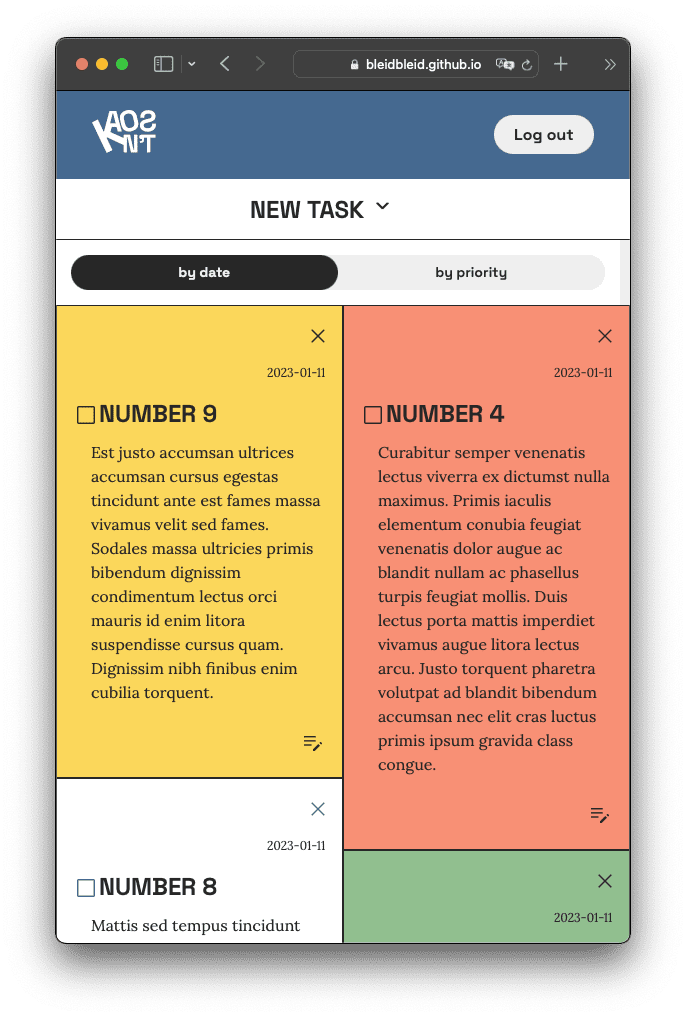 bleidbleid.github.io
KAOS
N'T
Log out
NEW TASK
by date
by priority
2023-01-11
NUMBER 9
Est justo accumsan ultrices
accumsan cursus egestas
tincidunt ante est fames massa
vivamus velit sed fames.
Sodales massa ultricies primis
bibendum dignissim
condimentum lectus orci
mauris id enim litora
suspendisse cursus quam.
Dignissim nibh finibus enim
cubilia torquent.
2023-01-11
NUMBER 8
Mattis sed tempus tincidunt
2023-01-11
NUMBER 4
Curabitur semper venenatis
lectus viverra ex dictumst nulla
maximus. Primis iaculis
elementum conubia feugiat
venenatis dolor augue ac
blandit nullam ac phasellus
turpis feugiat mollis. Duis
lectus porta mattis imperdiet
vivamus augue litora lectus
arcu. Justo torquent pharetra
volutpat ad blandit bibendum
accumsan nec elit cras luctus
primis ipsum gravida class
congue.
2023-01-11